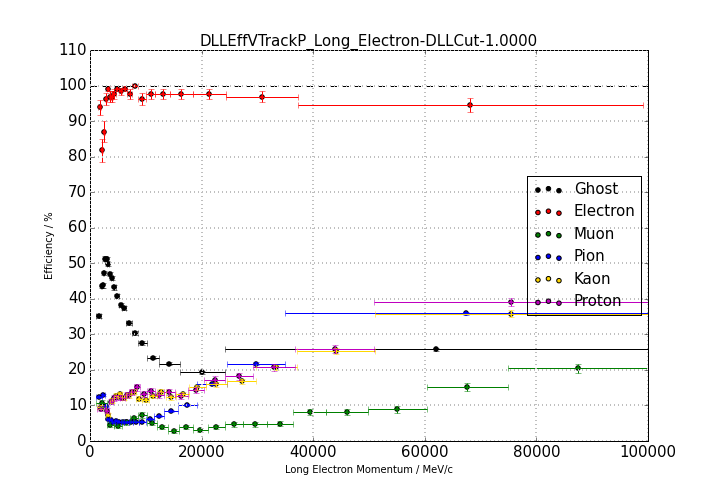 DLLEffVTrackP_Long_Electron-DLLCut-1.0000
110
100
90
80
70
60
50
40
30
20
10
0
Efficiency / %
Ghost
Electron
Muon
Pion
Kaon
Proton
0 20000 40000 60000 80000 100000
Long Electron Momentum / MeV/c